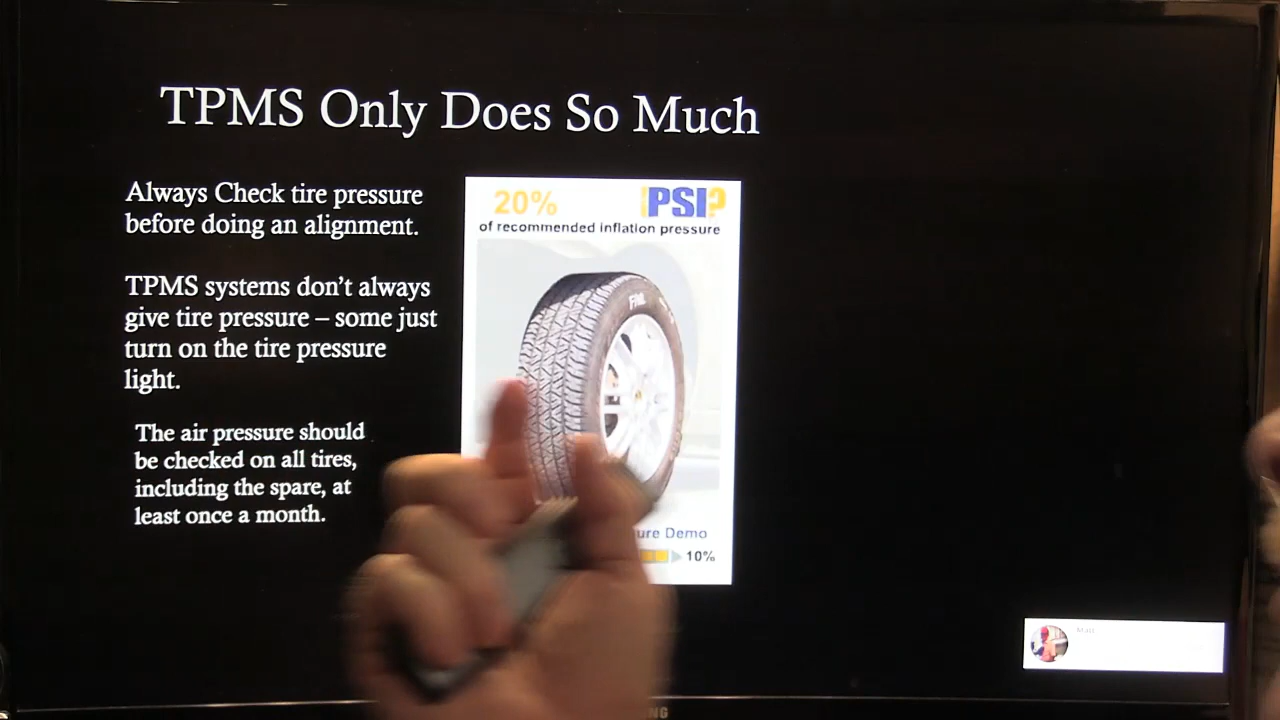 TPMS Only Does So Much
Always Check tire pressure
before doing an alignment.
TPMS systems don't always
give tire pressure – some just
turn on the tire pressure
light.
The air pressure should
be checked on all tires,
including the spare, at
least once a month.
20% PSI?
of recommended inflation pressure
ure Demo
10%
Matt
NG